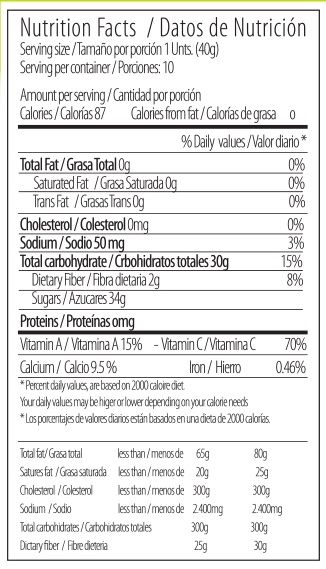 Nutrition Facts / Datos de Nutrición
Serving size / Tamaño por porción 1 Unts. (40g)
Serving per container / Porciones: 10
Amount per serving / Cantidad por porción
Calories / Calorías 87 Calories from fat / Calorías de grasa o
% Daily values / Valor diario *
Total Fat / Grasa Total 0g 0%
Saturated Fat / Grasa Saturada 0g 0%
Trans Fat / Grasas Trans 0g 0%
Cholesterol / Colesterol 0mg 0%
Sodium / Sodio 50 mg 3%
Total carbohydrate / Crbohidratos totales 30g 15%
Dietary Fiber / Fibra dietaria 2g 8%
Sugars / Azucares 34g
Proteins / Proteínas omg
Vitamin A / Vitamina A 15% - Vitamin C / Vitamina C 70%
Calcium / Calcio 9.5 % Iron / Hierro 0.46%
* Percent daily values, are based on 2000 caloire diet.
Your daily values may be higer or lower depending on your calorie needs
* Los porcentajes de valores diarios están basados en una dieta de 2000 calorias.
Total fat / Grasa total less than / menos de 65g 80g
Satures fat / Grasa saturada less than / menos de 20g 25g
Cholesterol / Colesterol less than / menos de 300g 300g
Sodium / Sodio less than / menos de 2.400mg 2.400mg
Total carbohidrates / Carbohidratos totales 300g 300g
Dictary fiber / Fibre dieteria 25g 30g